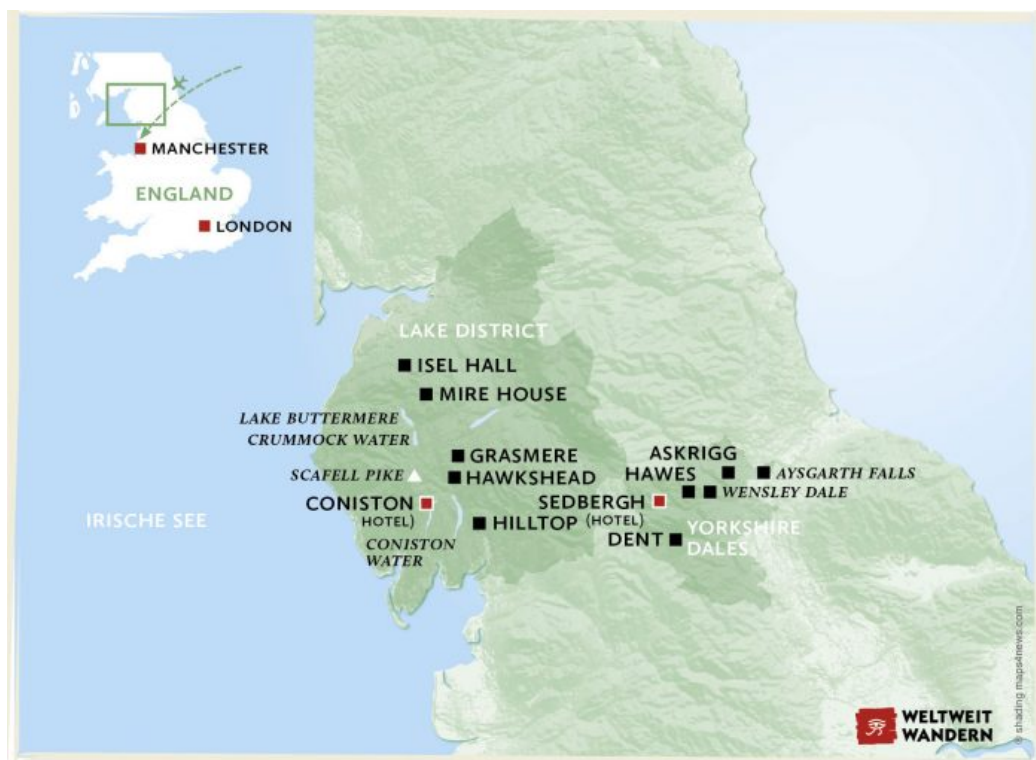 MANCHESTER
ENGLAND
LONDON
LAKE DISTRICT
ISEL HALL
MIRE HOUSE
LAKE BUTTERMERE
CRUMMOCK WATER
GRASMERE
SCAFELL PIKE
HAWKSHEAD
CONISTON
(HOTEL)
HILLTOP
CONISTON
WATER
IRISCHE SEE
ASKRIGG
HAWES
AYSGARTH FALLS
WENSLEY DALE
SEDBERGH
(HOTEL)
DENT
YORKSHIRE
DALES
WELTWEIT
WANDERN
© shading maps4news.com